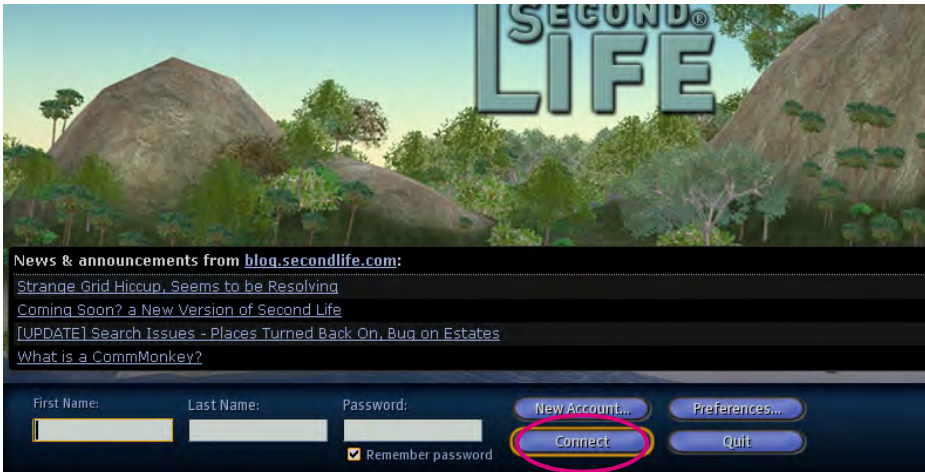 SECOND®
LIFE
News & announcements from blog.secondlife.com:
Strange Grid Hiccup, Seems to be Resolving
Coming Soon? a New Version of Second Life
[UPDATE] Search Issues - Places Turned Back On, Bug on Estates
What is a CommMonkey?
First Name: Last Name: Password: New Account... Preferences...
Connect Quit
Remember password